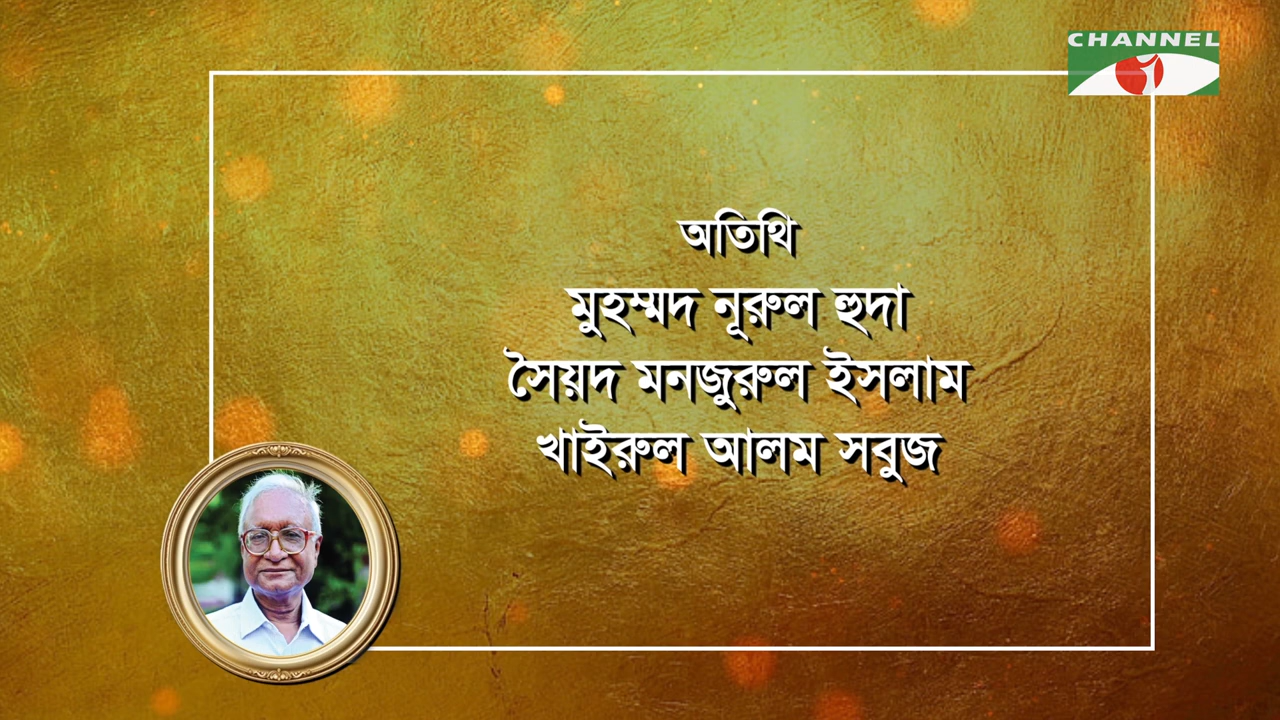 CHANNEL
অতিথি
মুহম্মদ নূরুল হুদা
সৈয়দ মনজুরুল ইসলাম
খাইরুল আলম সবুজ